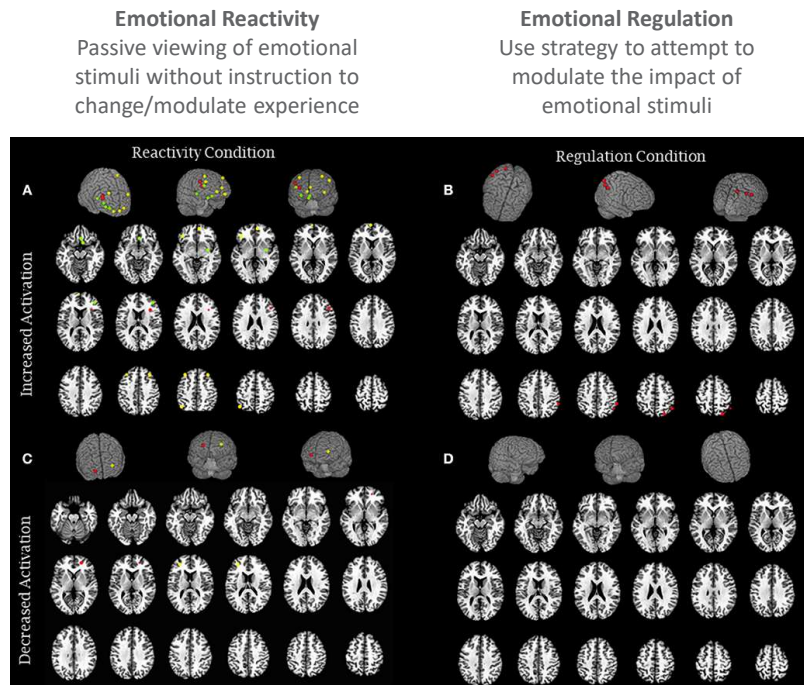 Emotional Reactivity
Passive viewing of emotional
stimuli without instruction to
change/modulate experience
Emotional Regulation
Use strategy to attempt to
modulate the impact of
emotional stimuli
Reactivity Condition
Regulation Condition
A
B
Increased Activation
C
D
Decreased Activation